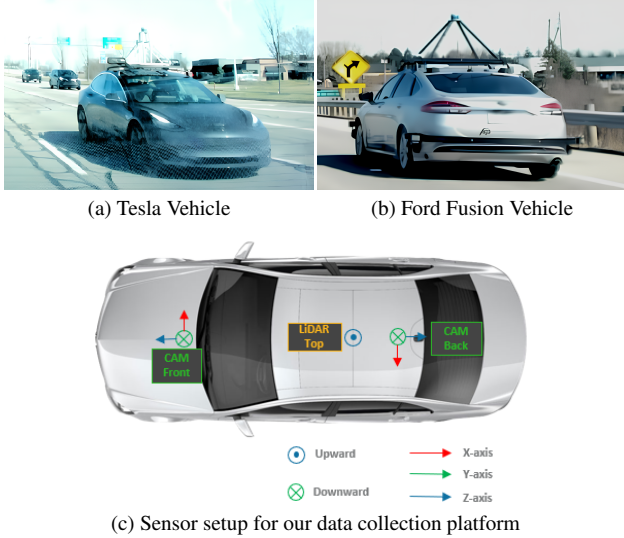 (a) Tesla Vehicle
(b) Ford Fusion Vehicle
CAM
Front
LiDAR
Top
CAM
Back
Upward
X-axis
Y-axis
Downward
Z-axis
(c) Sensor setup for our data collection platform